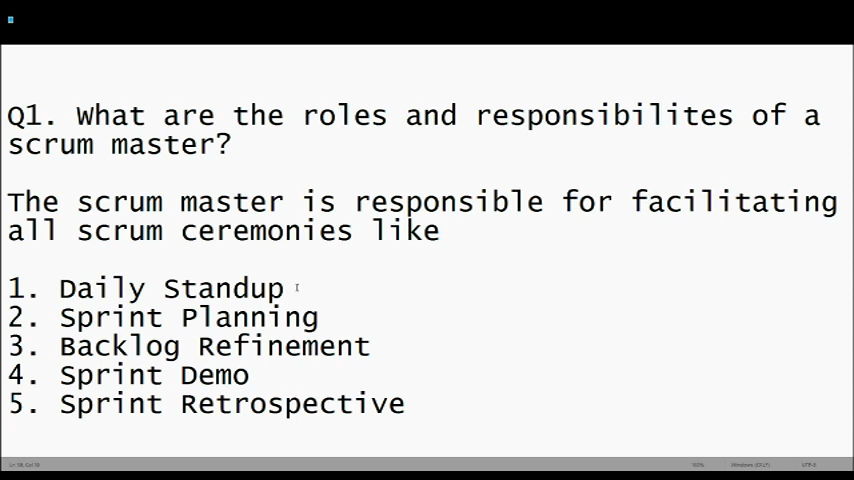 Q1. What are the roles and responsibilites of a
scrum master?
The scrum master is responsible for facilitating
all scrum ceremonies like
1. Daily Standup
2. Sprint Planning
3. Backlog Refinement
4. Sprint Demo
5. Sprint Retrospective